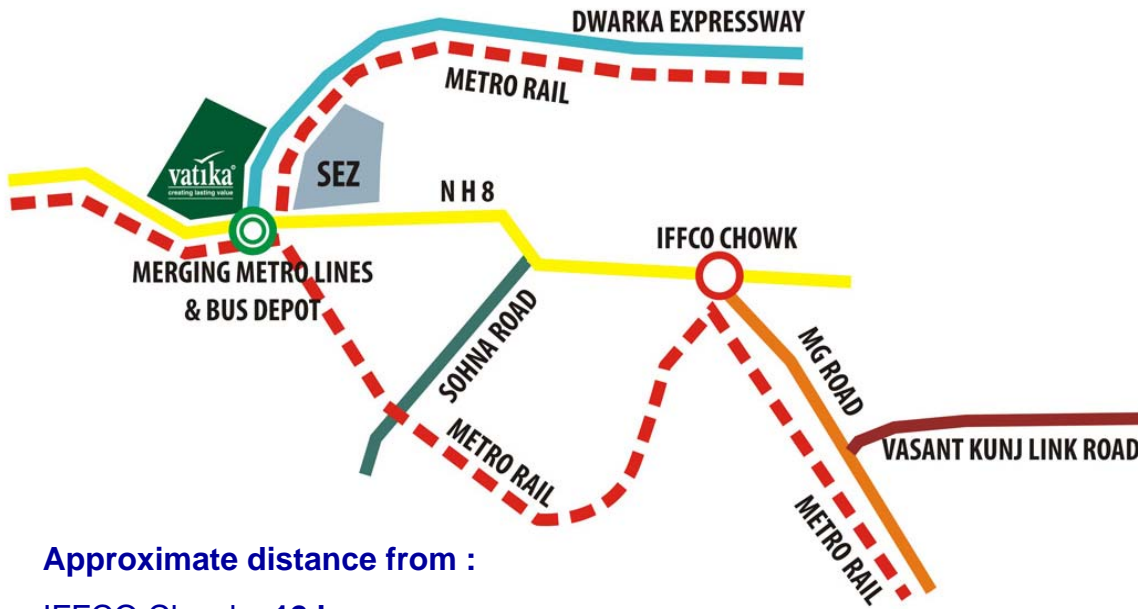 DWARKA EXPRESSWAY
METRO RAIL
vatika
creating lasting value
SEZ
N H 8
IFFCO CHOWK
MERGING METRO LINES
& BUS DEPOT
SOHNA ROAD
MG ROAD
METRO RAIL
VASANT KUNJ LINK ROAD
METRO RAIL
Approximate distance from :